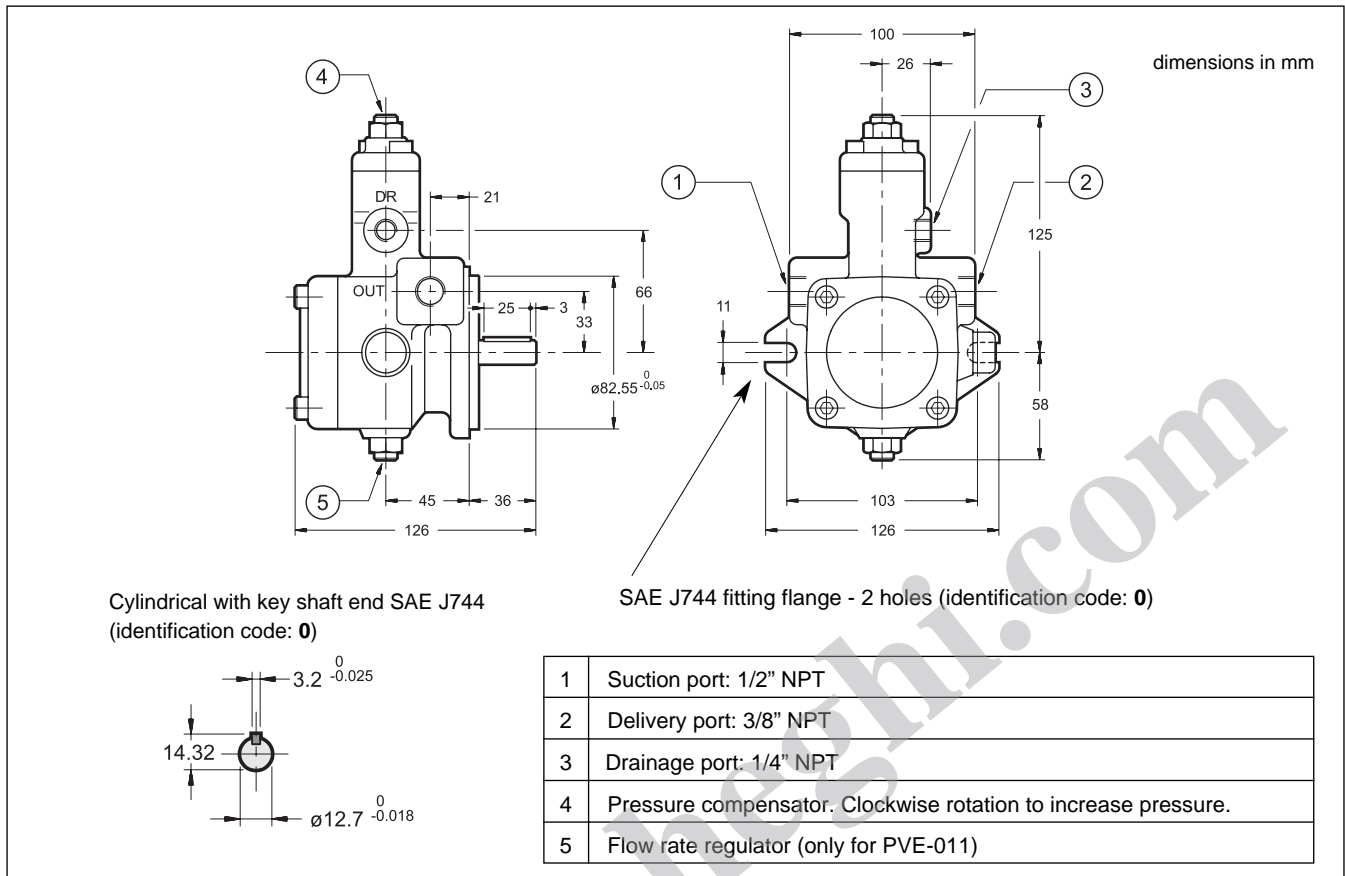 100
26
dimensions in mm
4
3
1
2
DR
21
125
OUT
66
25
3
33
11
ø82.55 0 -0.05
58
5
45
36
103
126
126
Cylindrical with key shaft end SAE J744
(identification code: 0)
SAE J744 fitting flange - 2 holes (identification code: 0)
3.2 0 -0.025
14.32
ø12.7 0 -0.018
1 Suction port: 1/2” NPT
2 Delivery port: 3/8” NPT
3 Drainage port: 1/4” NPT
4 Pressure compensator. Clockwise rotation to increase pressure.
5 Flow rate regulator (only for PVE-011)
heghi.com